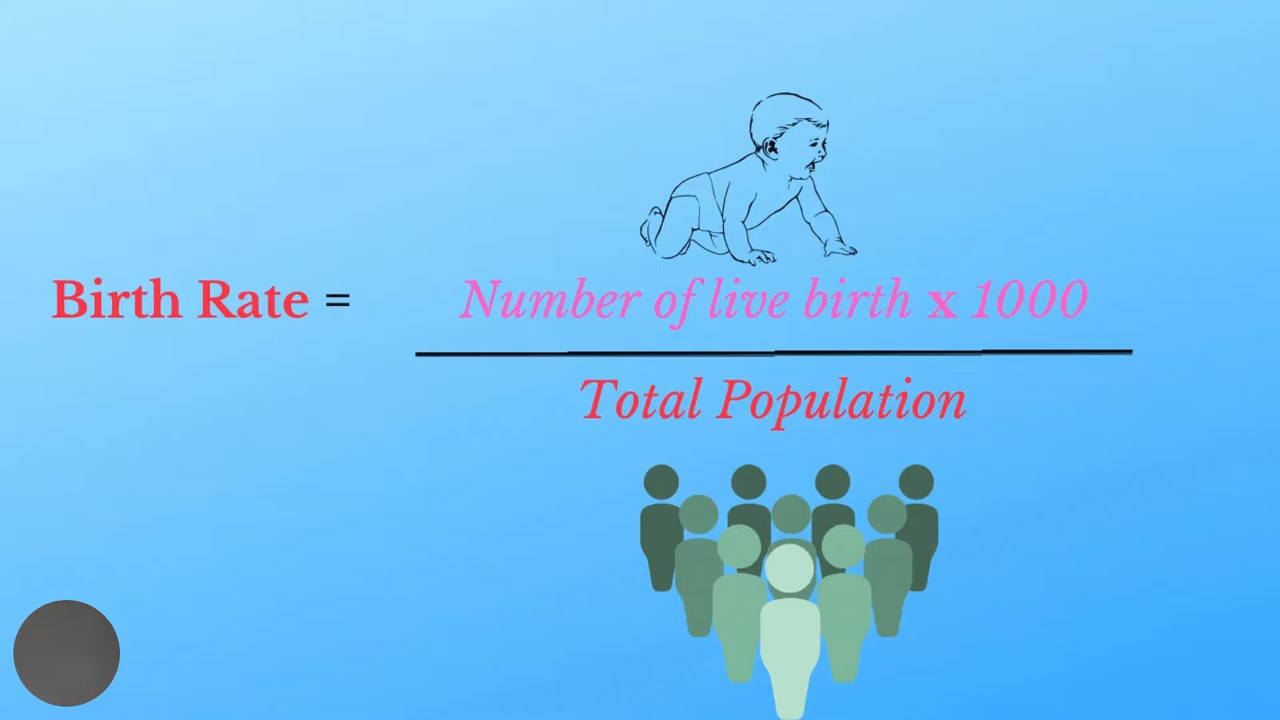 Birth Rate = Number of live birth x 1000
Total Population